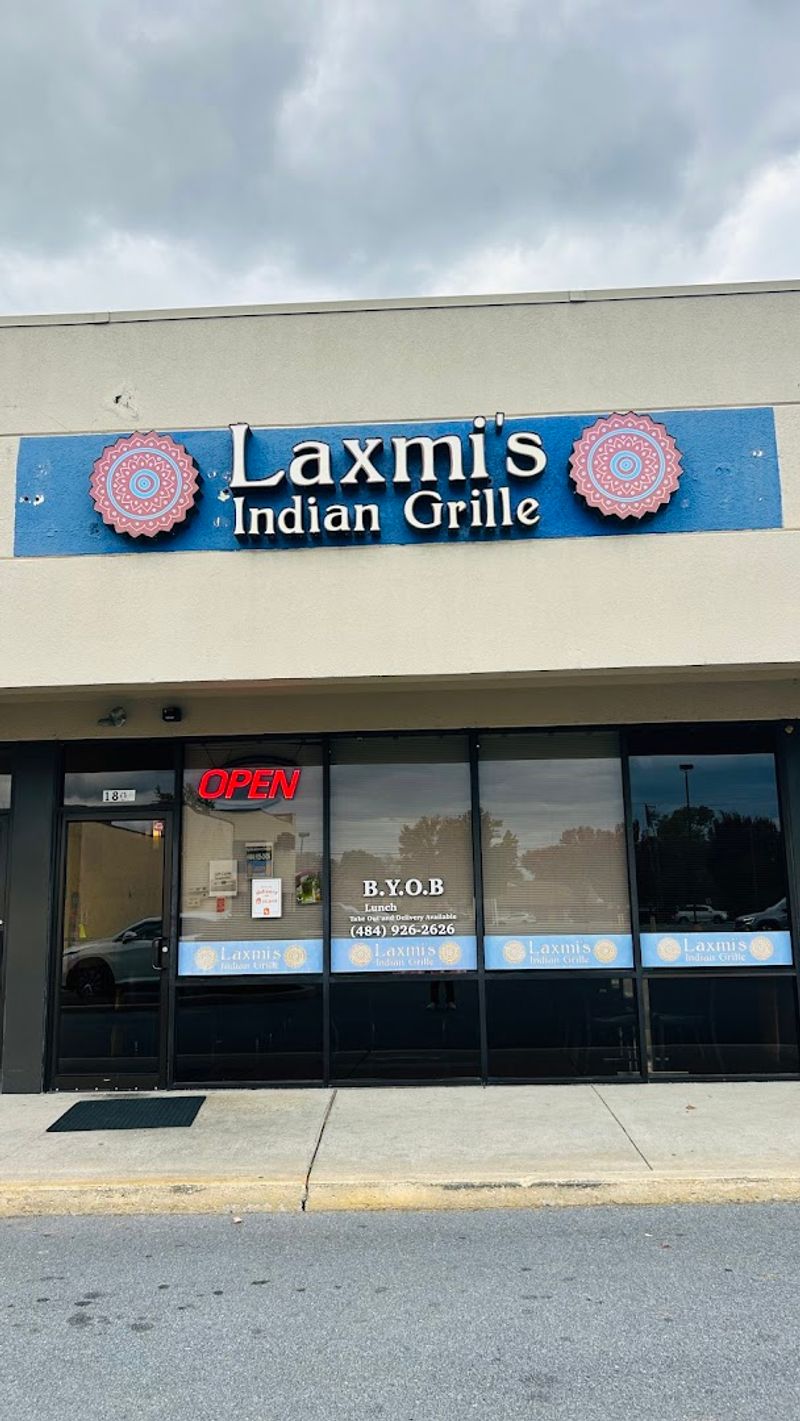 Laxmi's
Indian Grille
OPEN
B.Y.O.B
Lunch
Take Out and Delivery Available
(484) 926-2626
Laxmi's
Indian Grille
Laxmi's
Indian Grille
Laxmi's
Indian Grille
Laxmi's
Indian Grille